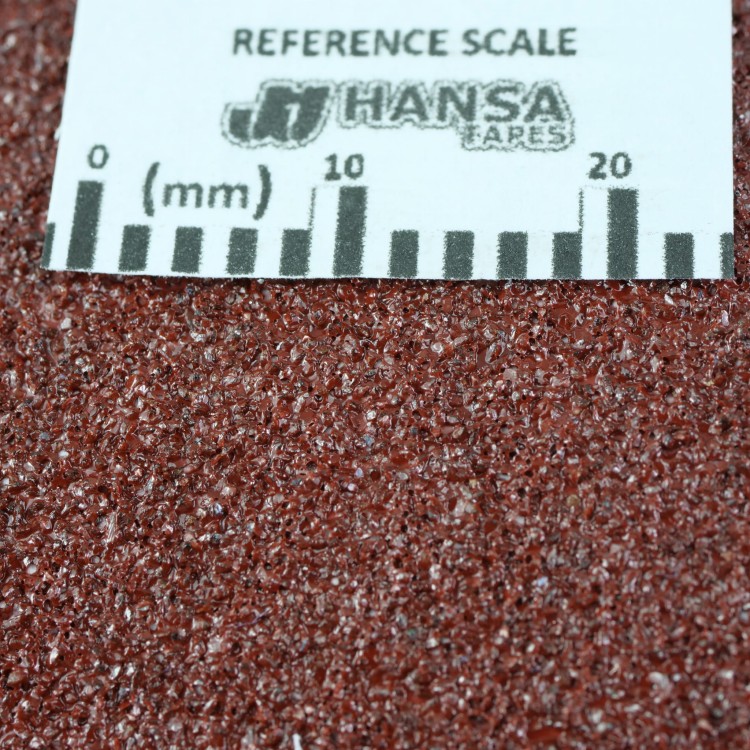 REFERENCE SCALE
HANSA
TAPES
0 (mm) 10 20